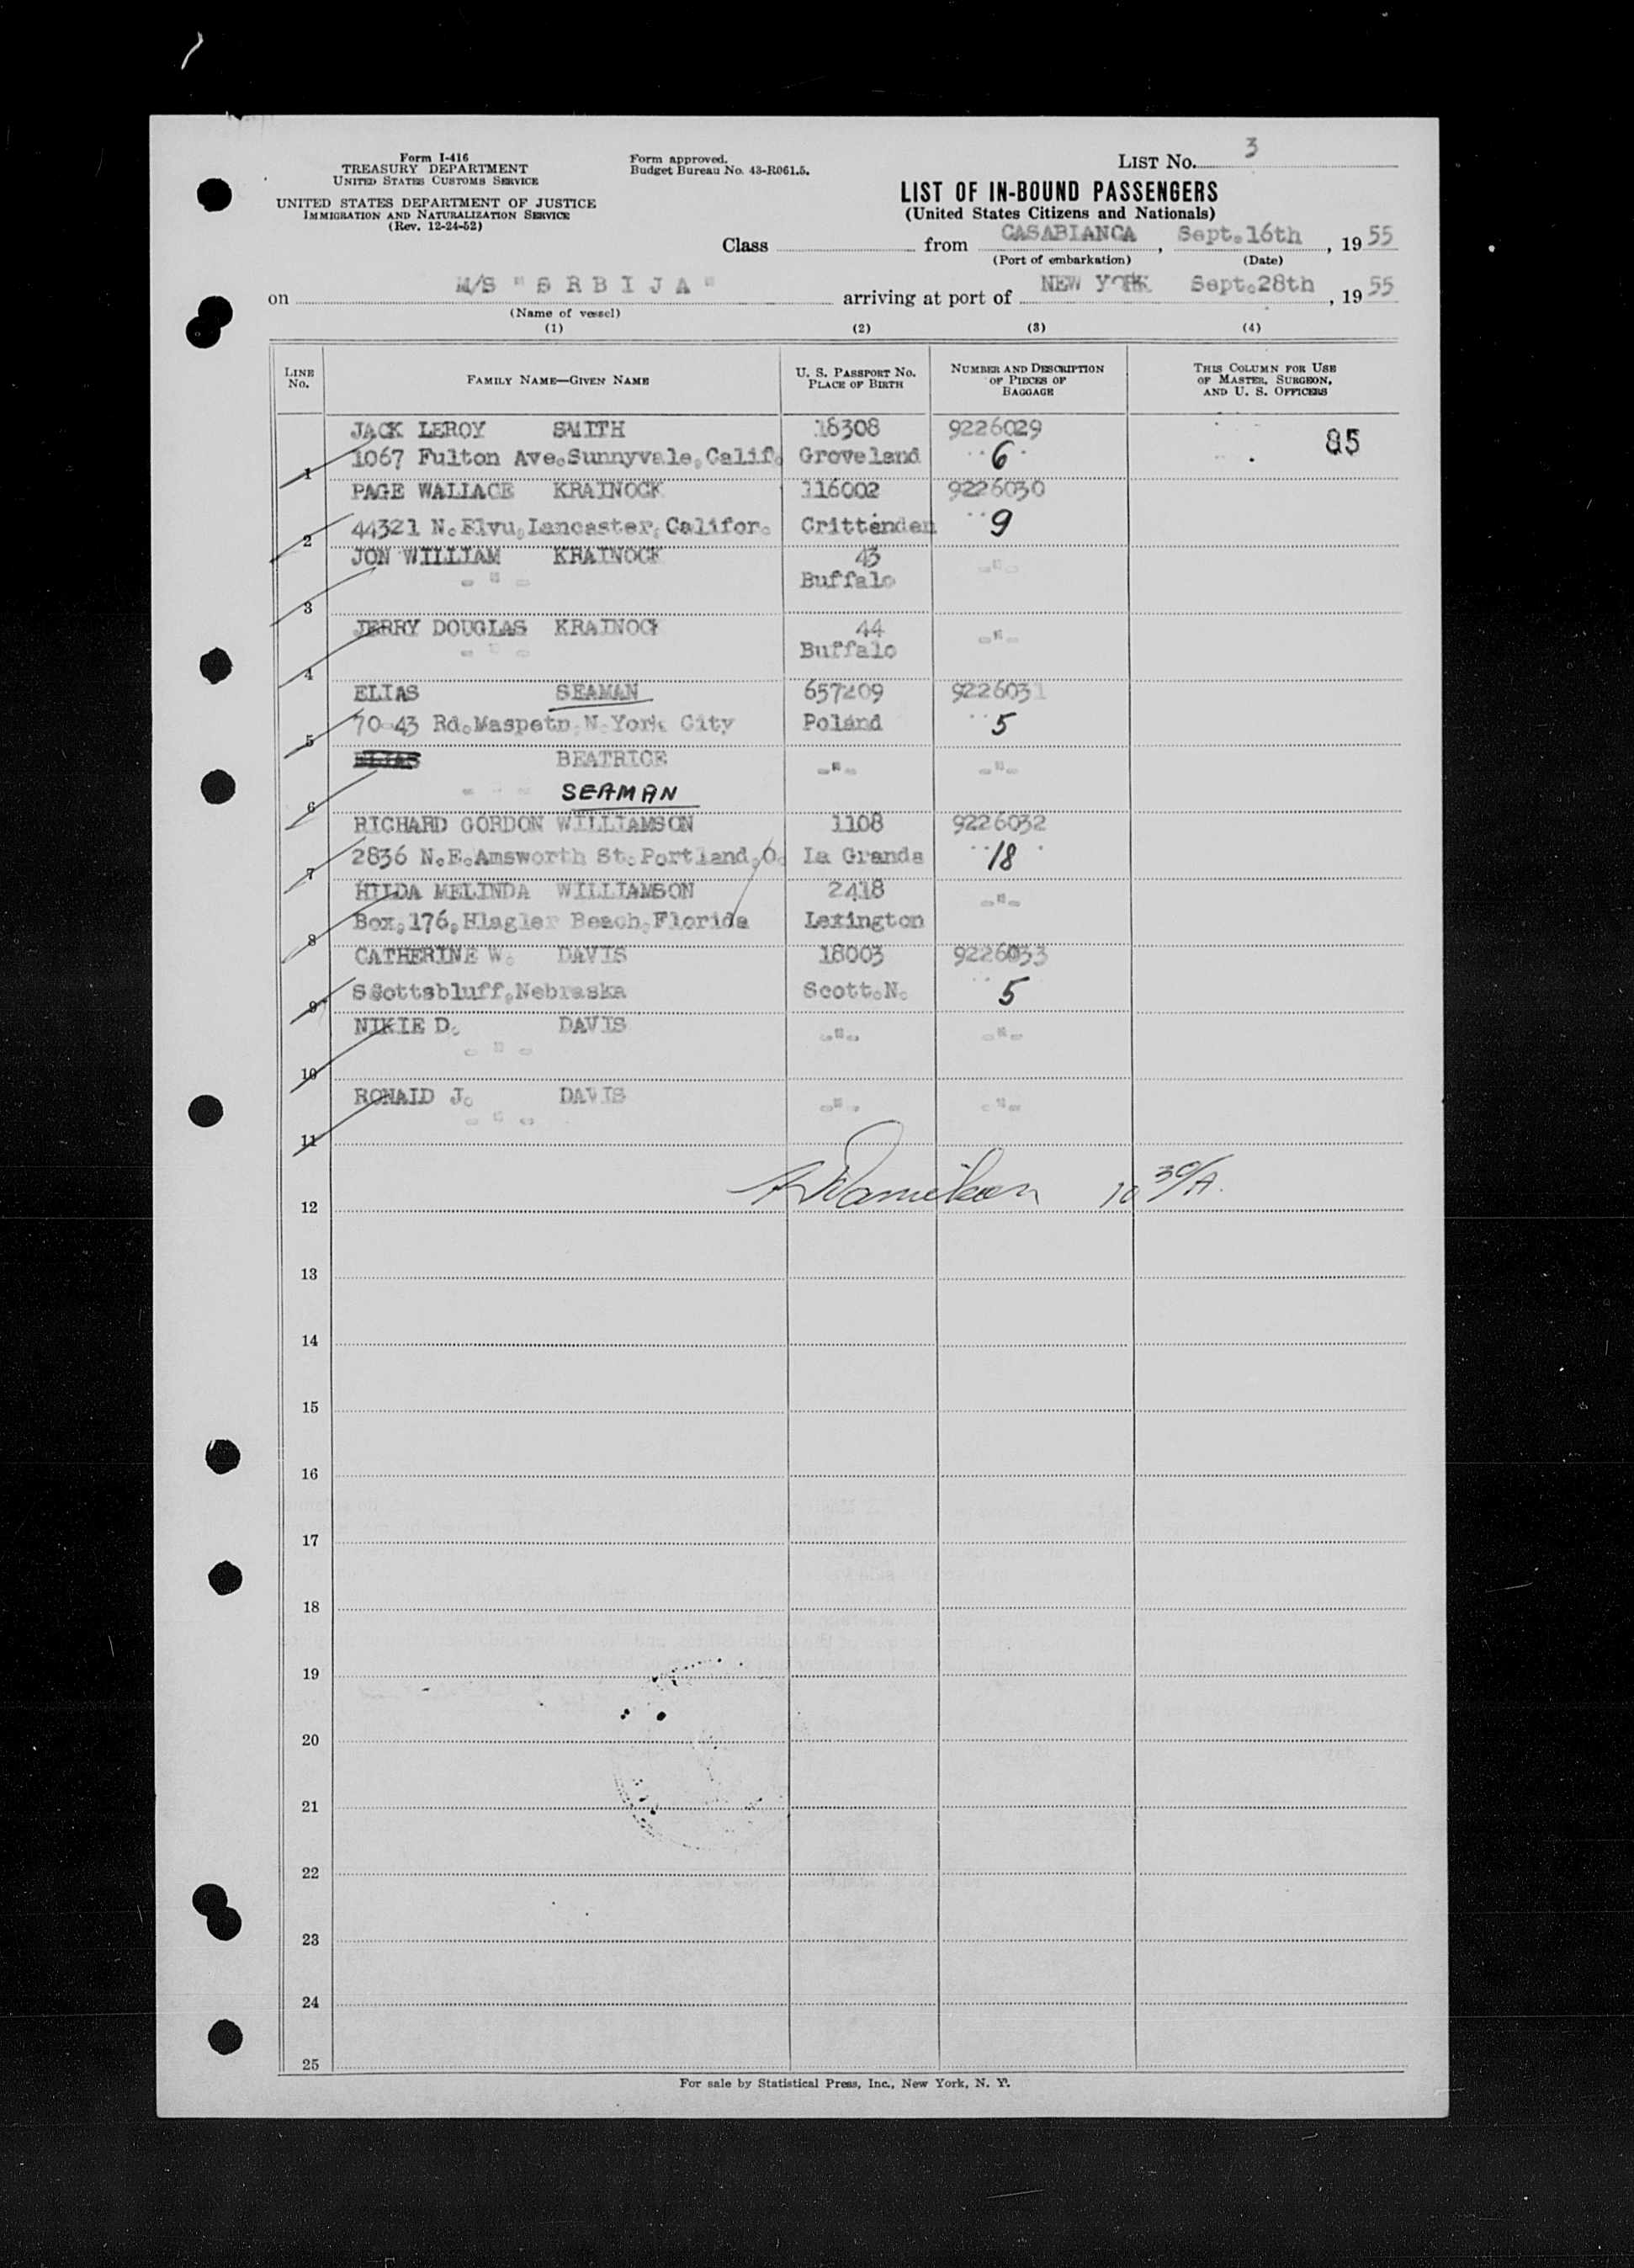 Form I-416
TREASURY DEPARTMENT
UNITED STATES CUSTOMS SERVICE
UNITED STATES DEPARTMENT OF JUSTICE
IMMIGRATION AND NATURALIZATION SERVICE
(Rev. 12-24-52)
Form approved.
Budget Bureau No. 43-R061.5.
LIST No. 3
LIST OF IN-BOUND PASSENGERS
(United States Citizens and Nationals)
Class from CASABIANCA, Sept.16th, 1955
(Port of embarkation) (Date)
on M/S "S R B I J A" arriving at port of NEW YORK Sept.28th, 1955
(Name of vessel)
(1) (2) (3) (4)
LINE No. FAMILY NAME—GIVEN NAME U. S. PASSPORT No. PLACE OF BIRTH NUMBER AND DESCRIPTION OF PIECES OF BAGGAGE THIS COLUMN FOR USE OF MASTER, SURGEON, AND U. S. OFFICERS
JACK LEROY SMITH 18308 9226029 85
1 1067 Fulton Ave.Sunnyvale,Calif. Groveland 6
PAGE WALLACE KRAINOCK 116002 9226030
2 44321 N.Elvu,Lancaster,Califor. Crittenden 9
JON WILLIAM KRAINOCK 43 -"-
3 - " - Buffalo
JERRY DOUGLAS KRAINOCK 44 -"-
4 - " - Buffalo
ELIAS SEAMAN 657209 9226031
5 70-43 Rd.Maspetn,N.York City Poland 5
6 ELIAS BEATRICE -"- -"-
- " - SEAMAN
RICHARD GORDON WILLIAMSON 1108 9226032
7 2836 N.E.Amsworth St.Portland,O. La Grande 18
HILDA MELINDA WILLIAMSON 2418 -"-
8 Box,176,Hlagler Beach,Florida Lexington
CATHERINE W. DAVIS 18003 9226033
9 Scottsbluff,Nebraska Scott.N. 5
NIKIE D. DAVIS -"- -"-
10 - " -
RONALD J. DAVIS -"- -"-
11 - " -
12 10 30/A.
13
14
15
16
17
18
19
20
21
22
23
24
25
For sale by Statistical Press, Inc., New York, N. Y.